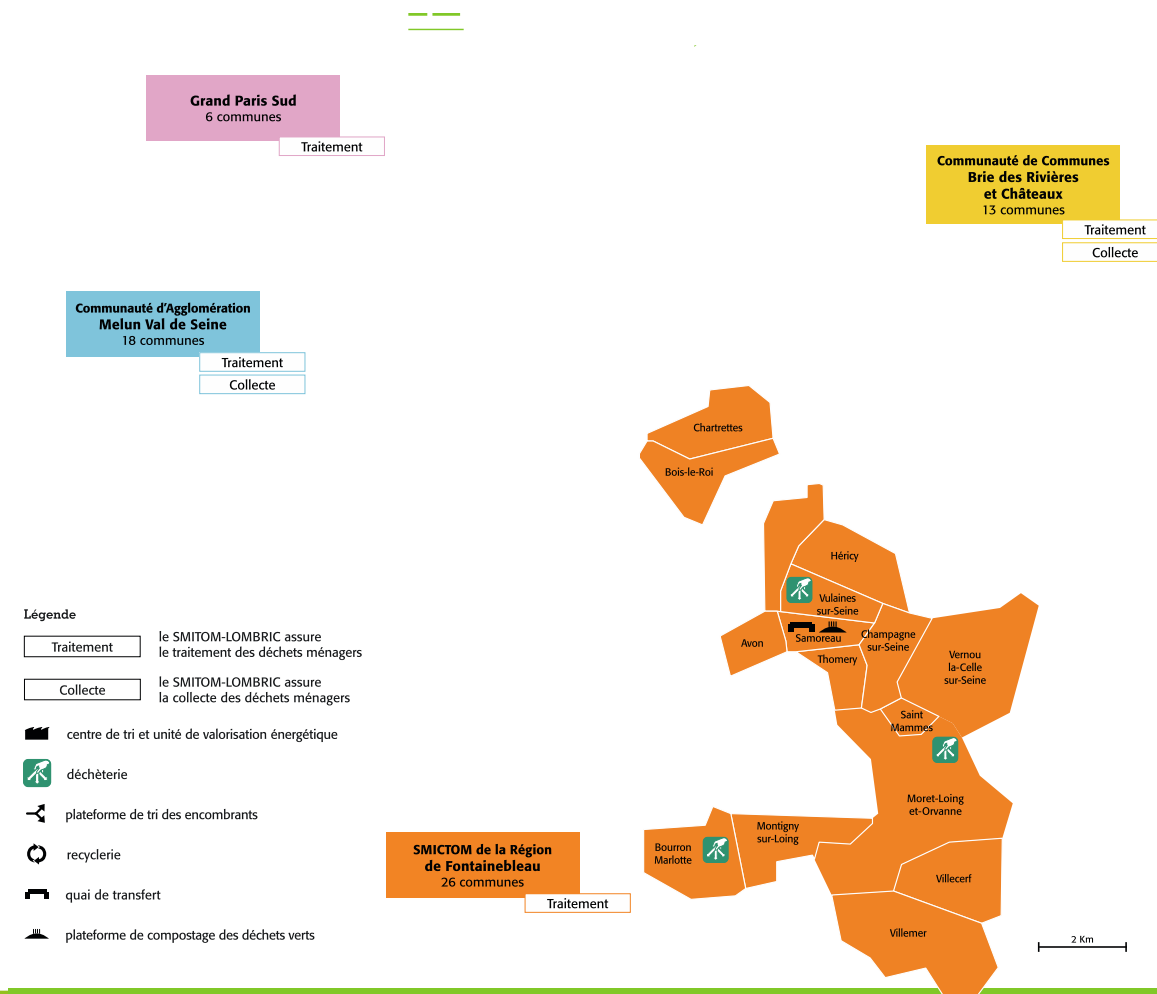 Grand Paris Sud
6 communes
Traitement
Communauté de Communes
Brie des Rivières
et Châteaux
13 communes
Traitement
Collecte
Communauté d'Agglomération
Melun Val de Seine
18 communes
Traitement
Collecte
Chartrettes
Bois-le-Roi
Héricy
Vulaines
sur-Seine
Samoreau
Avon
Champagne
sur-Seine
Thomery
Vernou
la-Celle
sur-Seine
Saint
Mammes
Moret-Loing
et-Orvanne
Montigny
sur-Loing
Bourron
Marlotte
Villecerf
Villemer
SMICTOM de la Région
de Fontainebleau
26 communes
Traitement
Légende
Traitement
le SMITOM-LOMBRIC assure
le traitement des déchets ménagers
Collecte
le SMITOM-LOMBRIC assure
la collecte des déchets ménagers
centre de tri et unité de valorisation énergétique
déchèterie
plateforme de tri des encombrants
recyclerie
quai de transfert
plateforme de compostage des déchets verts
2 Km